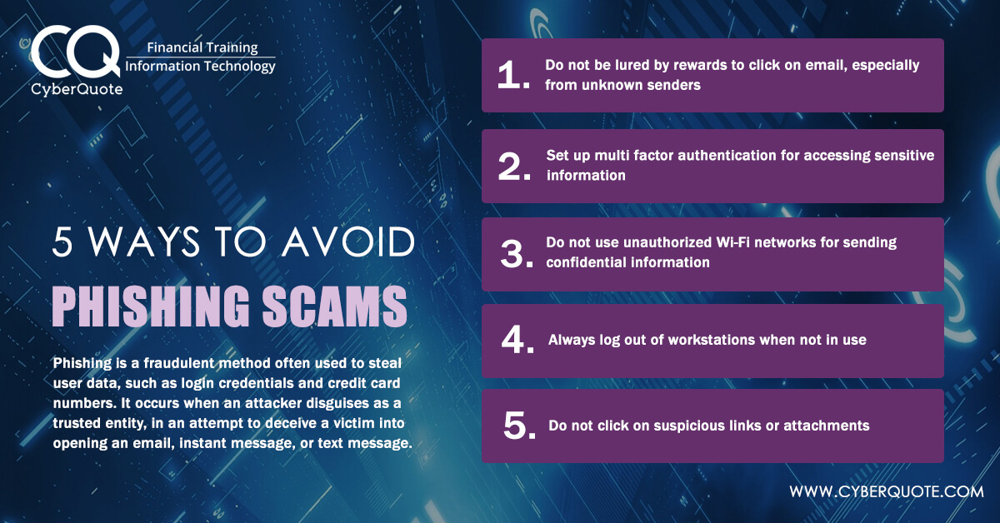 CQ
CyberQuote
Financial Training
Information Technology
5 WAYS TO AVOID
PHISHING SCAMS
Phishing is a fraudulent method often used to steal
user data, such as login credentials and credit card
numbers. It occurs when an attacker disguises as a
trusted entity, in an attempt to deceive a victim into
opening an email, instant message, or text message.
1. Do not be lured by rewards to click on email, especially
from unknown senders
2. Set up multi factor authentication for accessing sensitive
information
3. Do not use unauthorized Wi-Fi networks for sending
confidential information
4. Always log out of workstations when not in use
5. Do not click on suspicious links or attachments
WWW.CYBERQUOTE.COM